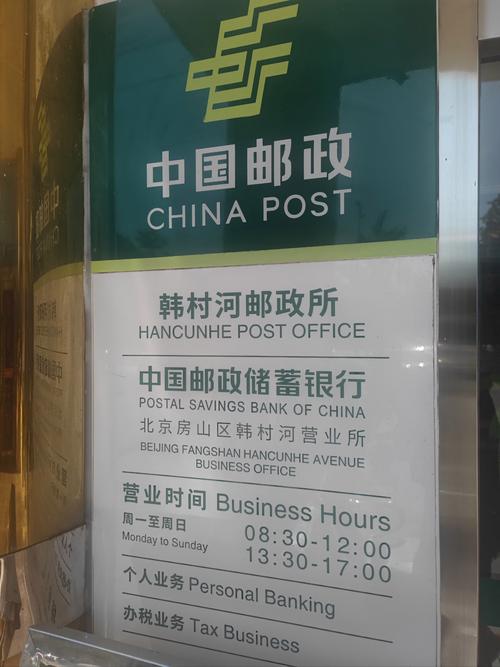 中国邮政
CHINA POST
韩村河邮政所
HANCUNHE POST OFFICE
中国邮政储蓄银行
POSTAL SAVINGS BANK OF CHINA
北京房山区韩村河营业所
BEIJING FANGSHAN HANCUNHE AVENUE
BUSINESS OFFICE
营业时间 Business Hours
周一至周日 08:30-12:00
Monday to Sunday 13:30-17:00
个人业务 Personal Banking
办税业务 Tax Business